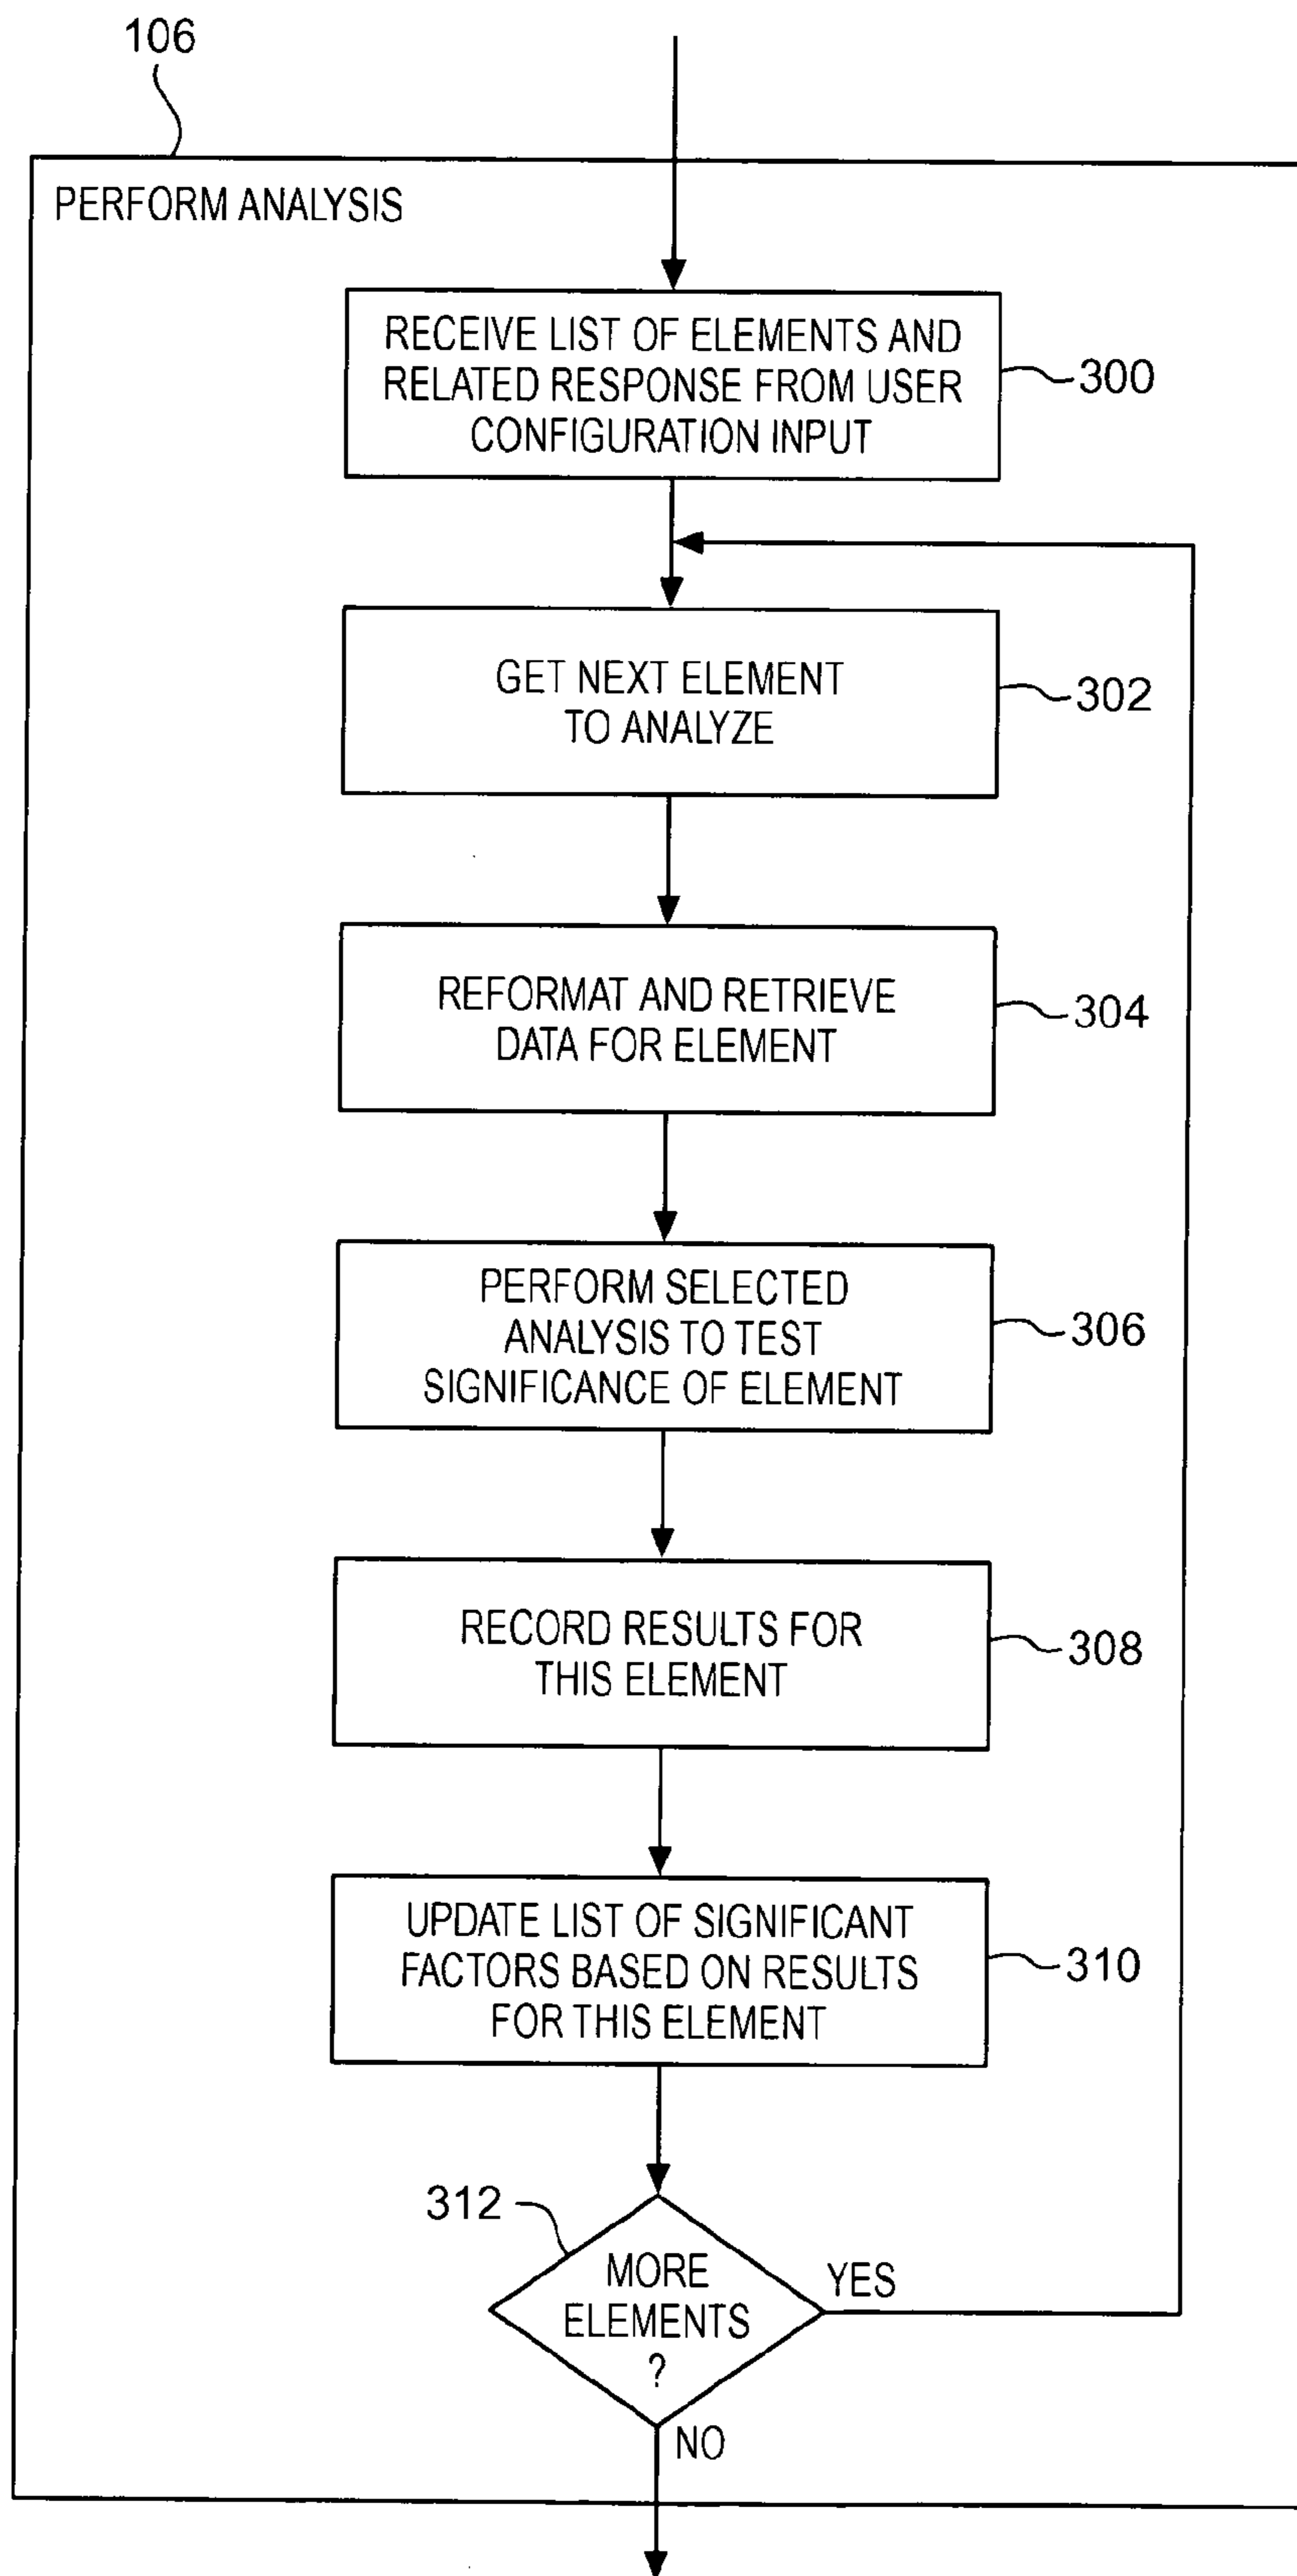 106
PERFORM ANALYSIS
RECEIVE LIST OF ELEMENTS AND
RELATED RESPONSE FROM USER
CONFIGURATION INPUT
300
GET NEXT ELEMENT
TO ANALYZE
302
REFORMAT AND RETRIEVE
DATA FOR ELEMENT
304
PERFORM SELECTED
ANALYSIS TO TEST
SIGNIFICANCE OF ELEMENT
306
RECORD RESULTS FOR
THIS ELEMENT
308
UPDATE LIST OF SIGNIFICANT
FACTORS BASED ON RESULTS
FOR THIS ELEMENT
310
312
MORE
ELEMENTS
?
YES
NO